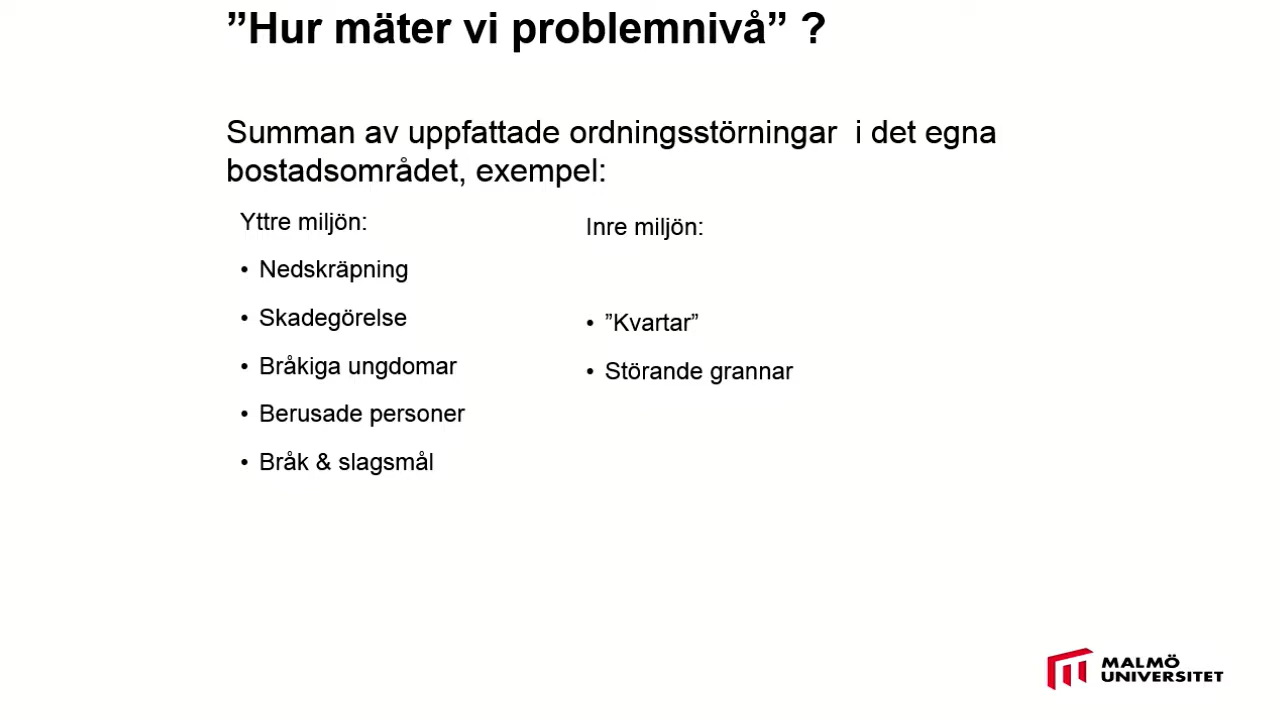 ”Hur mäter vi problemnivå” ?
Summan av uppfattade ordningsstörningar i det egna
bostadsområdet, exempel:
Yttre miljön:
• Nedskräpning
• Skadegörelse
• Bråkiga ungdomar
• Berusade personer
• Bråk & slagsmål
Inre miljön:
• ”Kvartar”
• Störande grannar
MALMÖ
UNIVERSITET